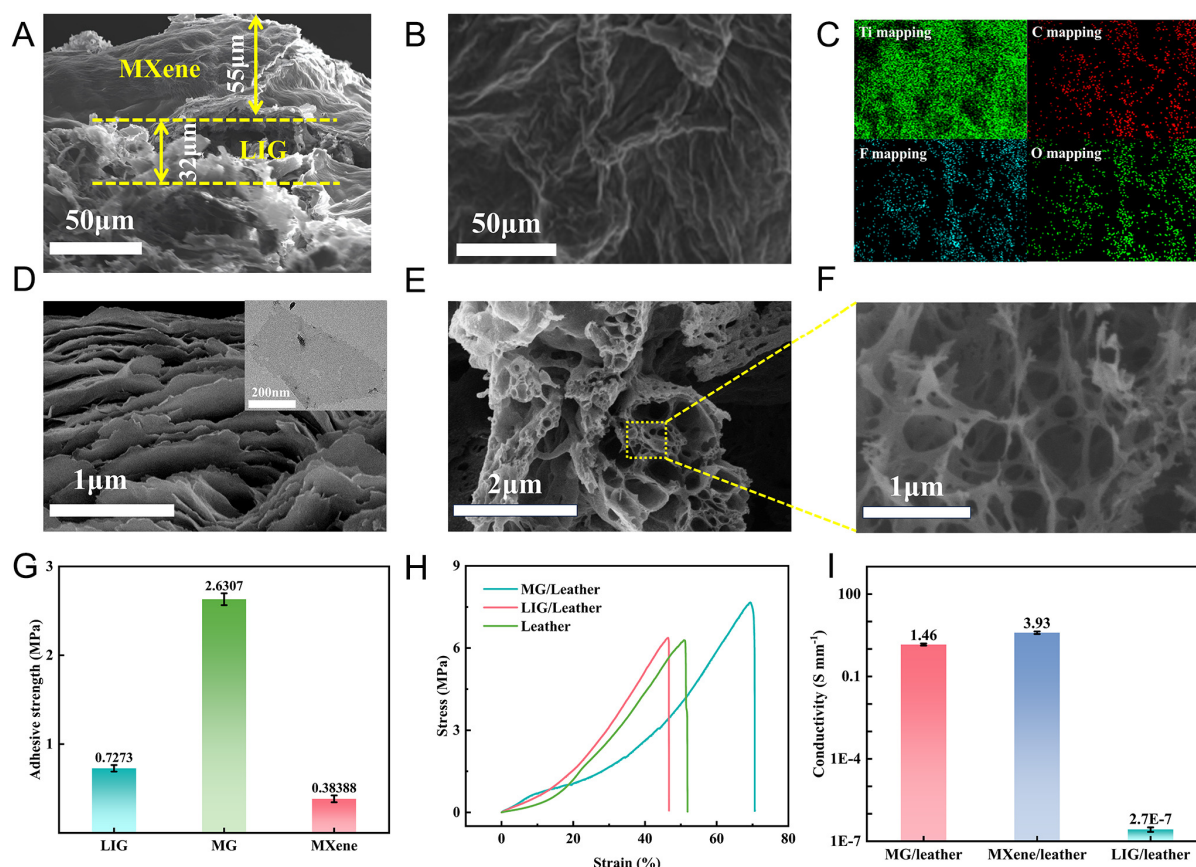 A
MXene
55μm
LIG
32μm
50μm
B
50μm
C
Ti mapping
C mapping
F mapping
O mapping
D
200nm
1μm
E
2μm
F
1μm
G
Adhesive strength (MPa)
3
2
1
0
0.7273
2.6307
0.38388
LIG
MG
MXene
H
Stress (MPa)
9
6
3
0
MG/Leather
LIG/Leather
Leather
0
20
40
60
80
Strain (%)
I
Conductivity (S mm⁻¹)
100
0.1
1E-4
1E-7
1.46
3.93
2.7E-7
MG/leather
MXene/leather
LIG/leather